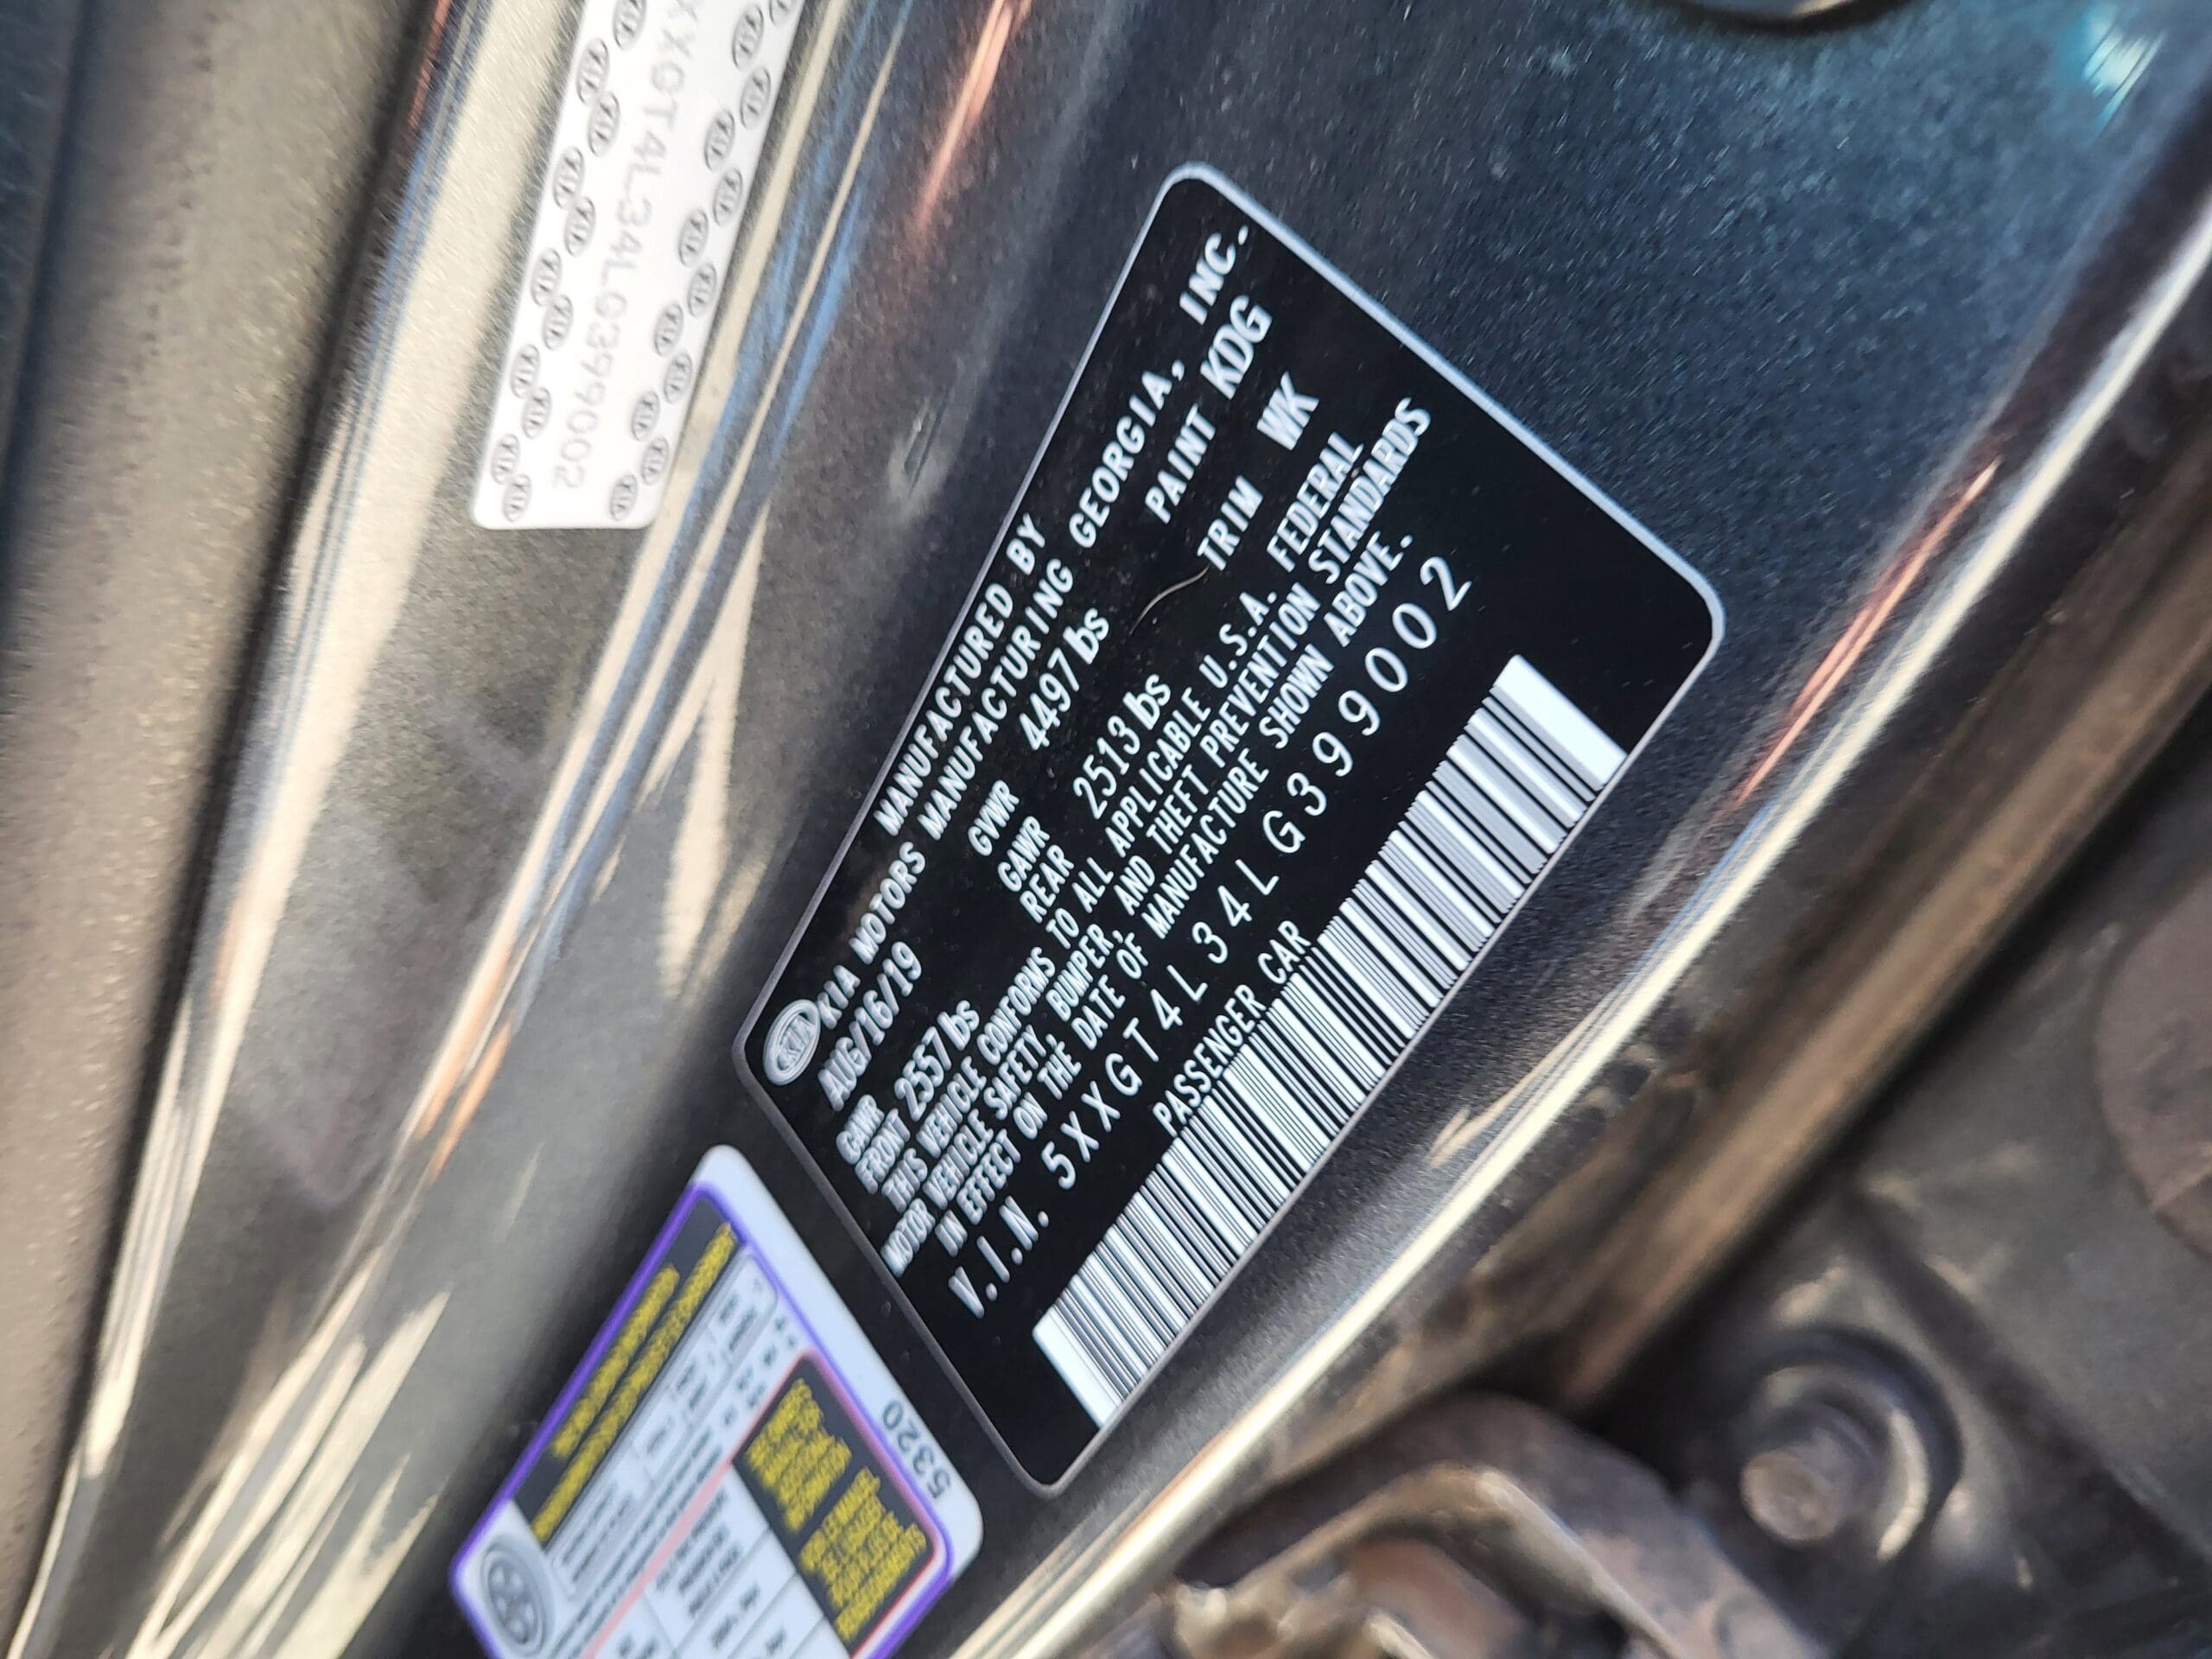 XXGT4L34LG399002
KIA
MANUFACTURED BY
KIA MOTORS MANUFACTURING GEORGIA, INC.
AUG/16/19 GVWR 4497 lbs PAINT KDG
GAWR GAWR
FRONT 2557 lbs REAR 2513 lbs TRIM WK
THIS VEHICLE CONFORMS TO ALL APPLICABLE U.S.A. FEDERAL
MOTOR VEHICLE SAFETY, BUMPER, AND THEFT PREVENTION STANDARDS
IN EFFECT ON THE DATE OF MANUFACTURE SHOWN ABOVE.
V.I.N. 5XXGT4L34LG399002
PASSENGER CAR
5320